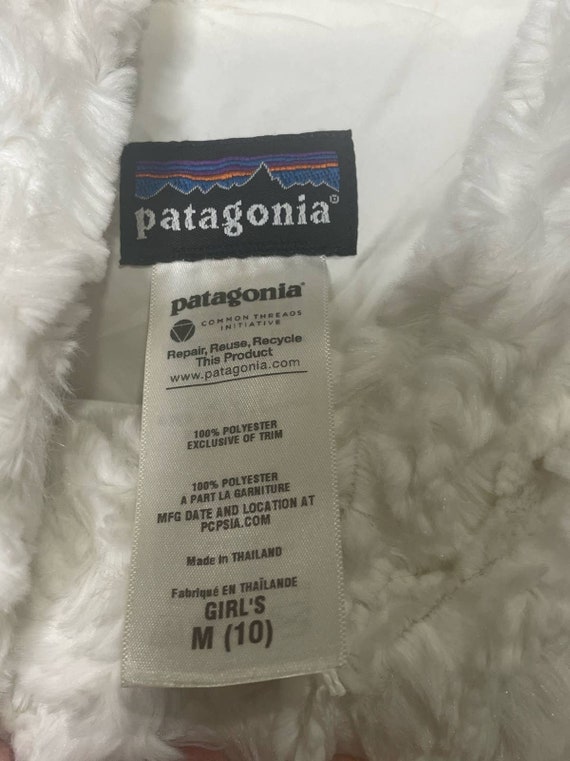 patagonia®
patagonia®
COMMON THREADS
INITIATIVE
Repair, Reuse, Recycle
This Product
www.patagonia.com
100% POLYESTER
EXCLUSIVE OF TRIM
100% POLYESTER
A PART LA GARNITURE
MFG DATE AND LOCATION AT
PCPSIA.COM
Made in THAILAND
Fabriqué EN THAÏLANDE
GIRL'S
M (10)